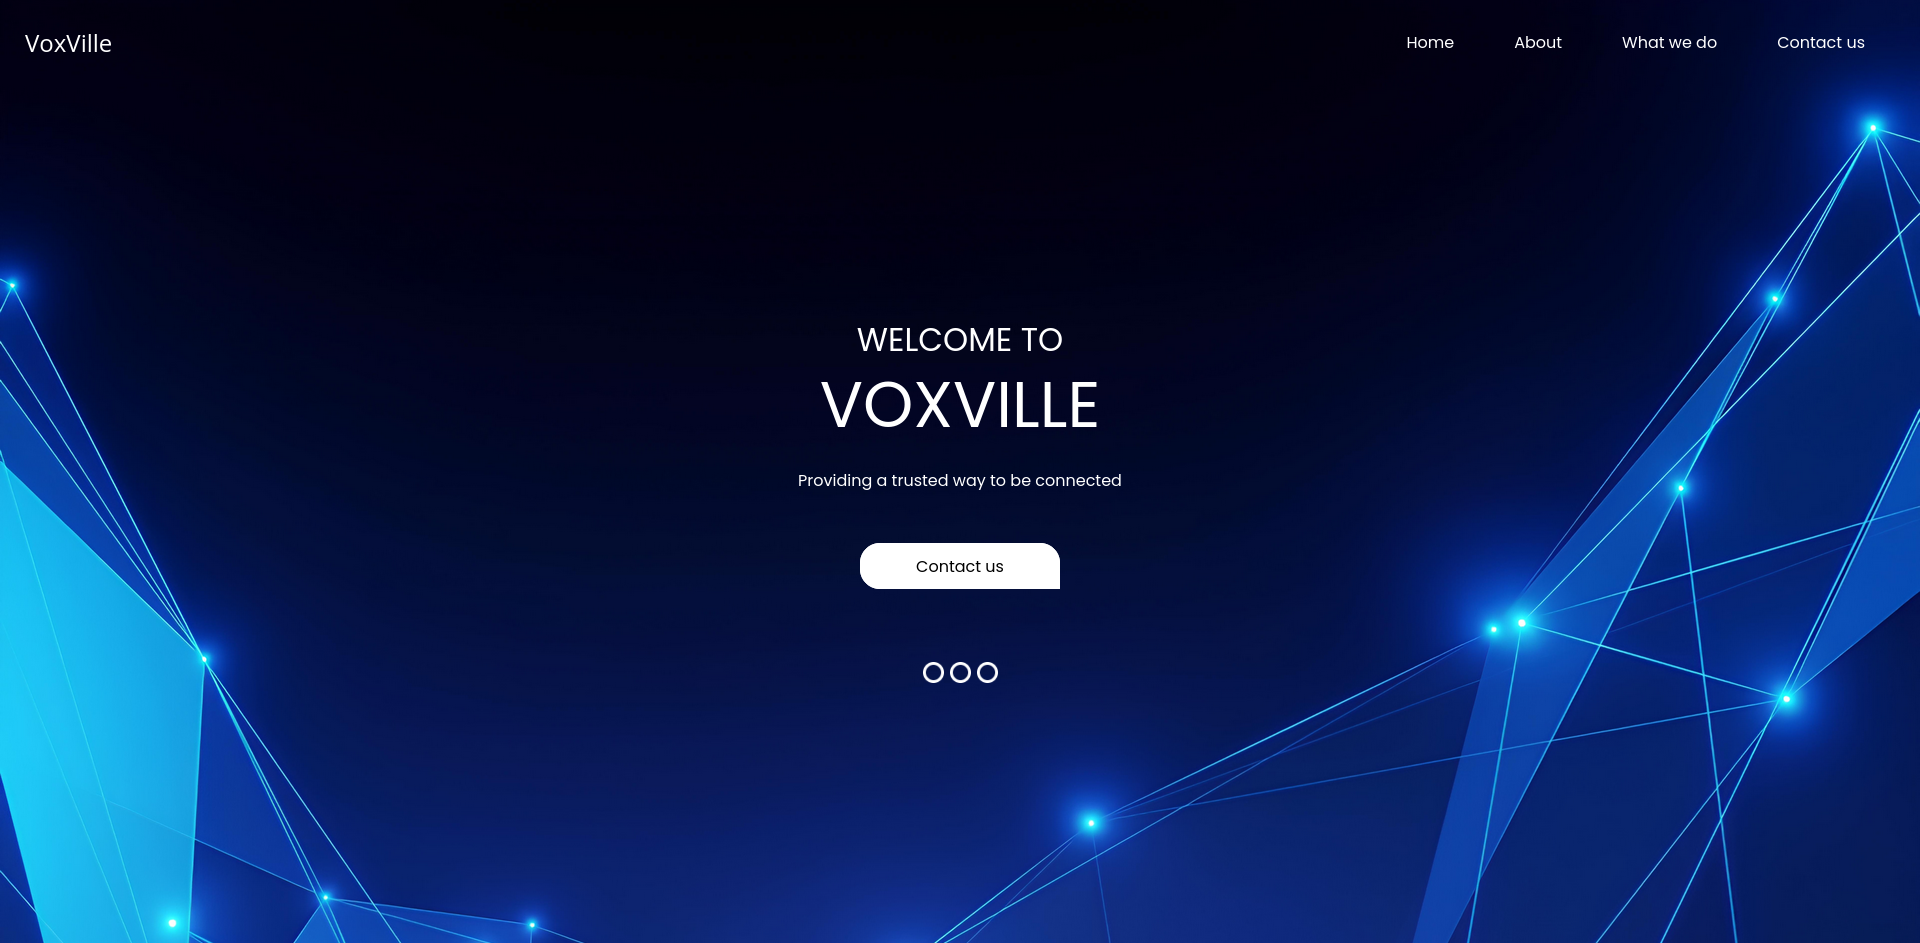 VoxVille
Home
About
What we do
Contact us
WELCOME TO
VOXVILLE
Providing a trusted way to be connected
Contact us